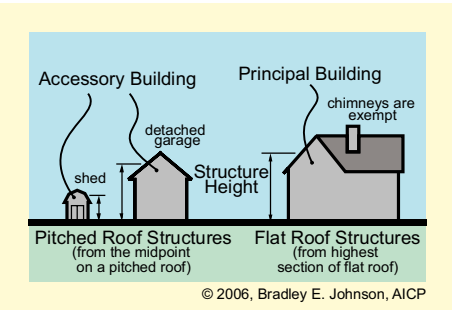 Accessory Building
Principal Building
chimneys are
exempt
detached
garage
shed
Structure
Height
Pitched Roof Structures
(from the midpoint
on a pitched roof)
Flat Roof Structures
(from highest
section of flat roof)
© 2006, Bradley E. Johnson, AICP